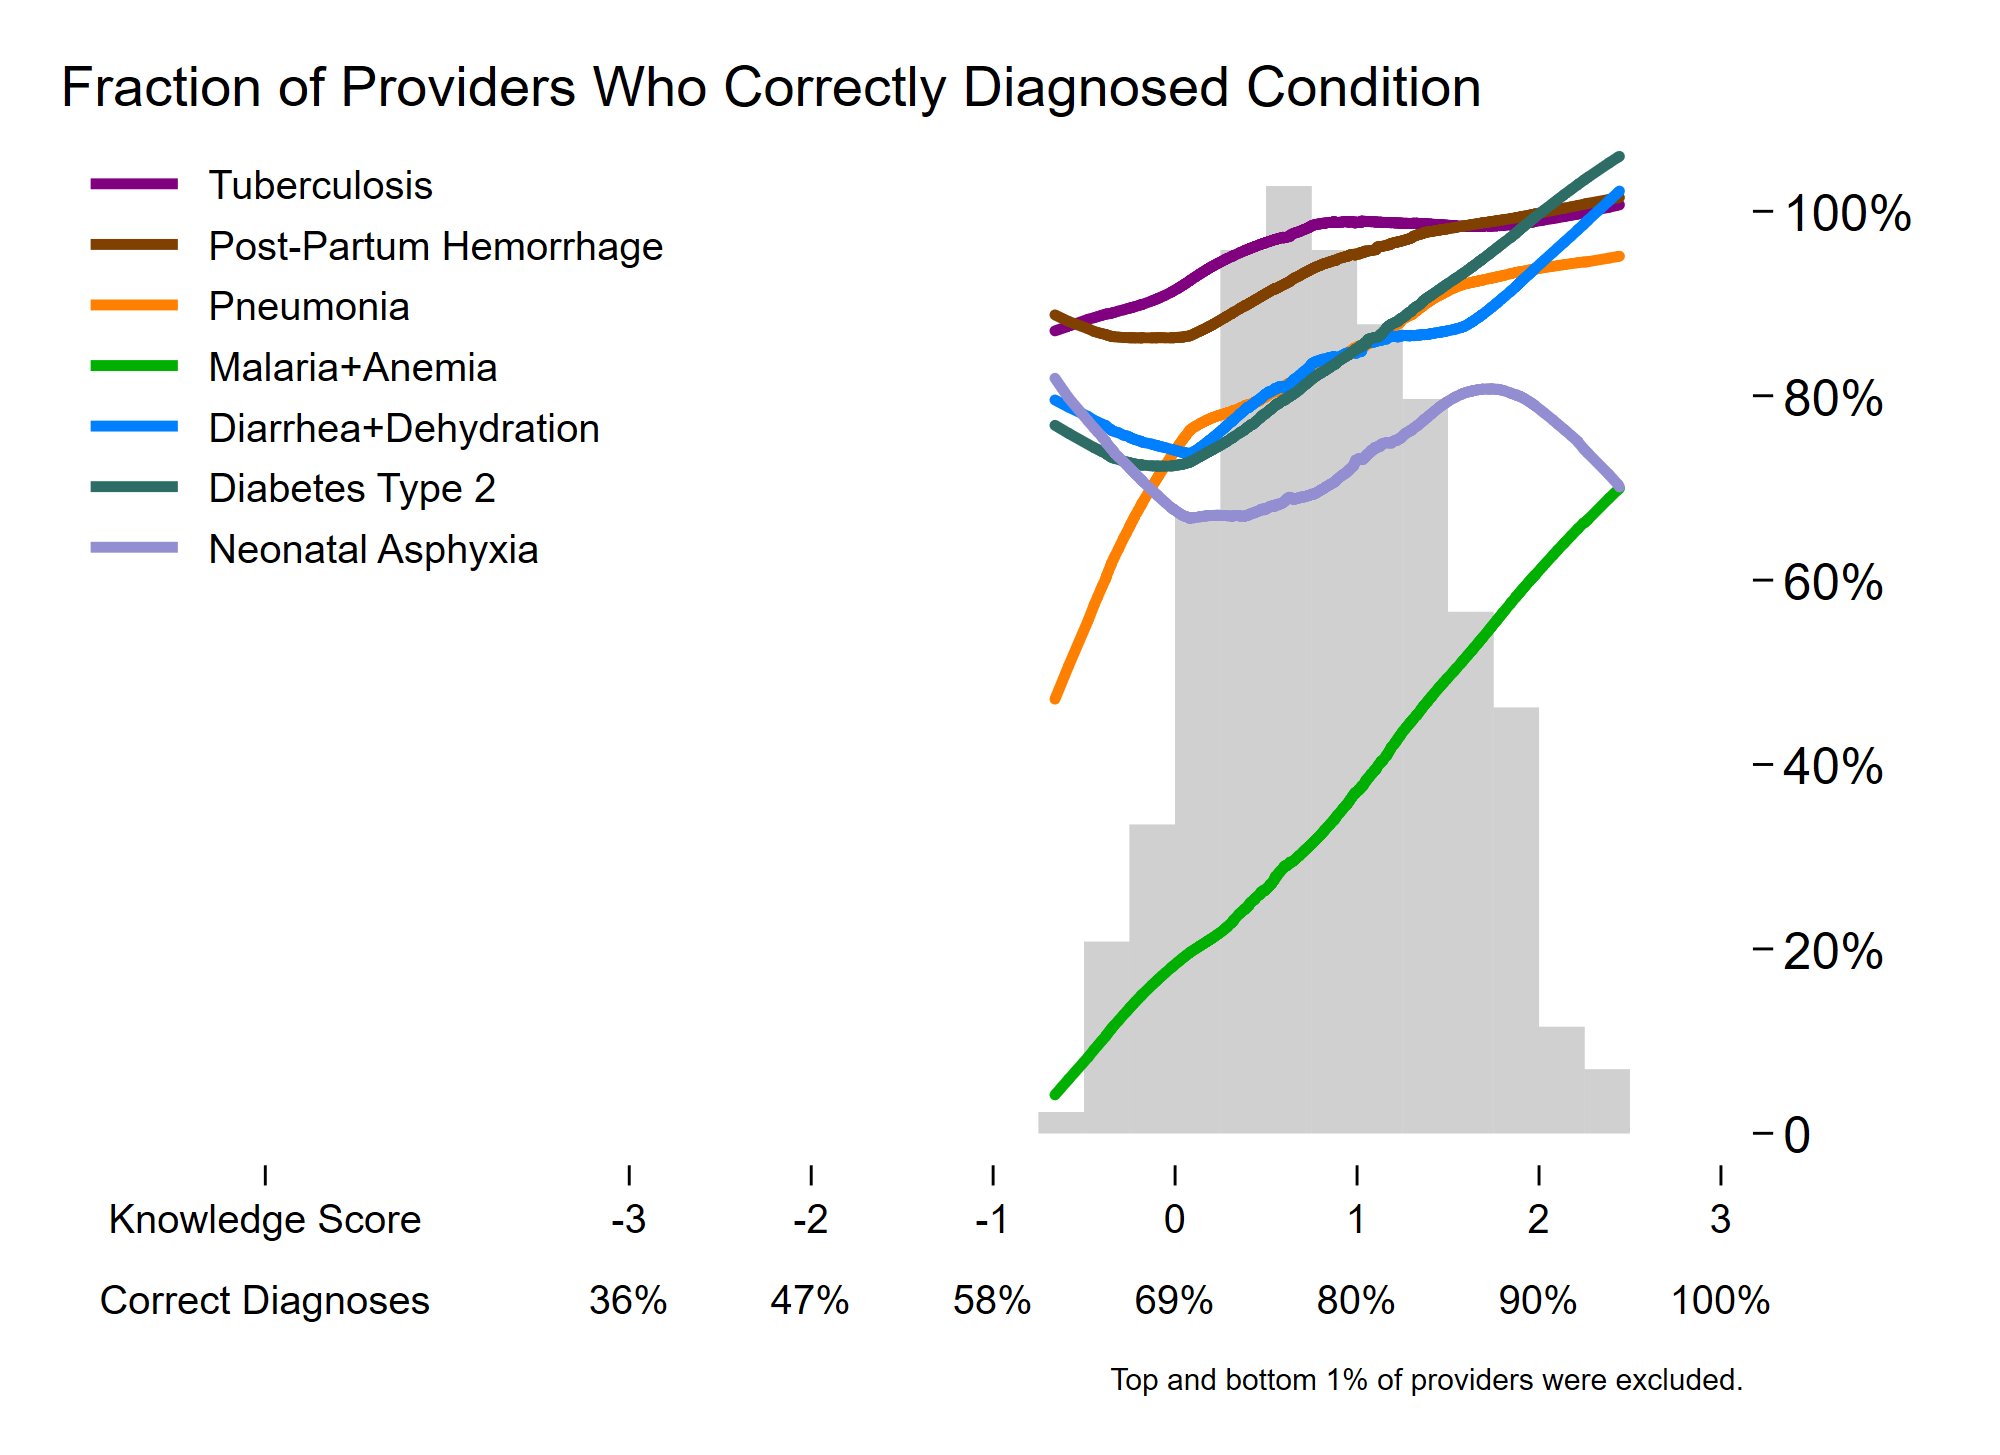 Fraction of Providers Who Correctly Diagnosed Condition
Tuberculosis
Post-Partum Hemorrhage
Pneumonia
Malaria+Anemia
Diarrhea+Dehydration
Diabetes Type 2
Neonatal Asphyxia
100%
80%
60%
40%
20%
0
Knowledge Score -3 -2 -1 0 1 2 3
Correct Diagnoses 36% 47% 58% 69% 80% 90% 100%
Top and bottom 1% of providers were excluded.